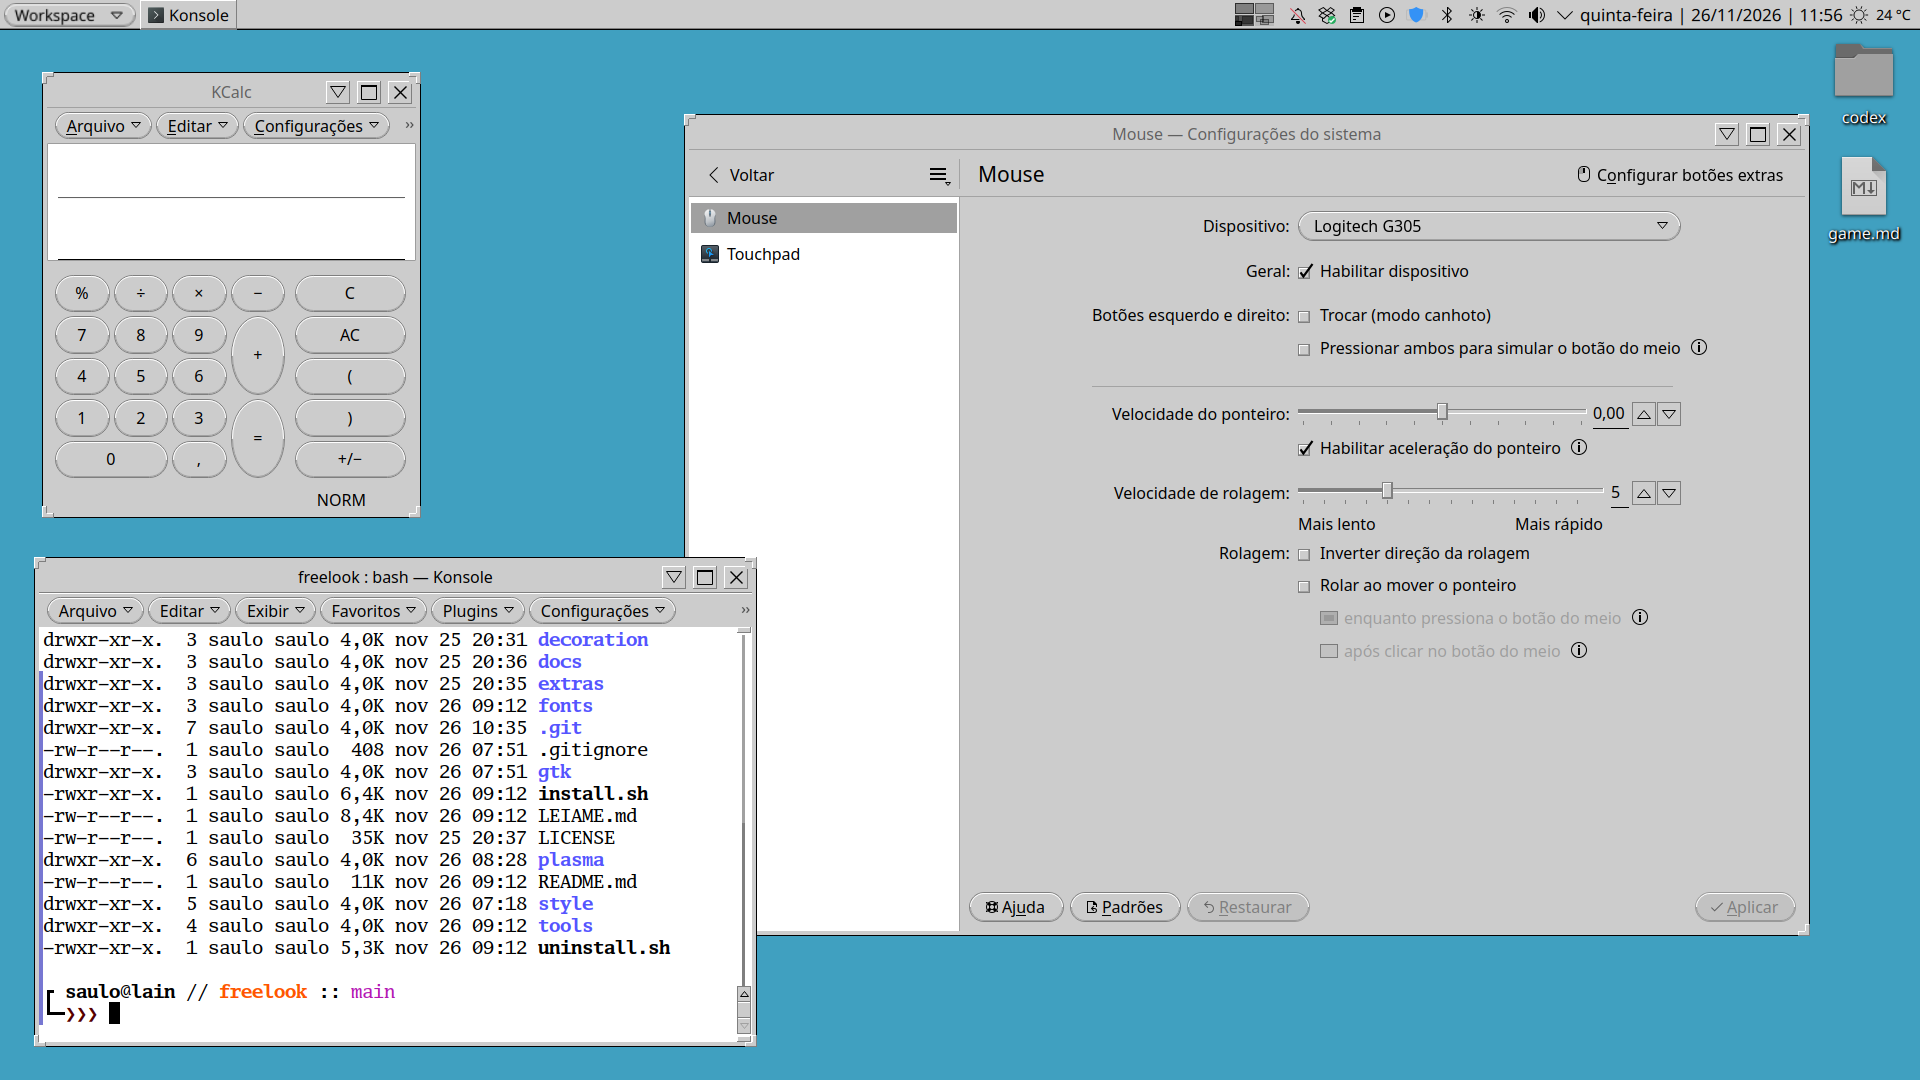 Workspace
Konsole
quinta-feira | 26/11/2026 | 11:56
24 °C
codex
game.md
KCalc
Arquivo
Editar
Configurações
»
% ÷ × − C
7 8 9 + AC
4 5 6 (
1 2 3 = )
0 , +/−
NORM
Mouse — Configurações do sistema
Voltar
Mouse
Configurar botões extras
Mouse
Touchpad
Dispositivo: Logitech G305
Geral: Habilitar dispositivo
Botões esquerdo e direito: Trocar (modo canhoto)
Pressionar ambos para simular o botão do meio
Velocidade do ponteiro: 0,00
Habilitar aceleração do ponteiro
Velocidade de rolagem: 5
Mais lento Mais rápido
Rolagem: Inverter direção da rolagem
Rolar ao mover o ponteiro
enquanto pressiona o botão do meio
após clicar no botão do meio
Ajuda
Padrões
Restaurar
Aplicar
freelook : bash — Konsole
Arquivo
Editar
Exibir
Favoritos
Plugins
Configurações
»
drwxr-xr-x. 3 saulo saulo 4,0K nov 25 20:31 decoration
drwxr-xr-x. 3 saulo saulo 4,0K nov 25 20:36 docs
drwxr-xr-x. 3 saulo saulo 4,0K nov 25 20:35 extras
drwxr-xr-x. 3 saulo saulo 4,0K nov 26 09:12 fonts
drwxr-xr-x. 7 saulo saulo 4,0K nov 26 10:35 .git
-rw-r--r--. 1 saulo saulo 408 nov 26 07:51 .gitignore
drwxr-xr-x. 3 saulo saulo 4,0K nov 26 07:51 gtk
-rwxr-xr-x. 1 saulo saulo 6,4K nov 26 09:12 install.sh
-rw-r--r--. 1 saulo saulo 8,4K nov 26 09:12 LEIAME.md
-rw-r--r--. 1 saulo saulo 35K nov 25 20:37 LICENSE
drwxr-xr-x. 6 saulo saulo 4,0K nov 26 08:28 plasma
-rw-r--r--. 1 saulo saulo 11K nov 26 09:12 README.md
drwxr-xr-x. 5 saulo saulo 4,0K nov 26 07:18 style
drwxr-xr-x. 4 saulo saulo 4,0K nov 26 09:12 tools
-rwxr-xr-x. 1 saulo saulo 5,3K nov 26 09:12 uninstall.sh
saulo@lain // freelook :: main
❯❯❯